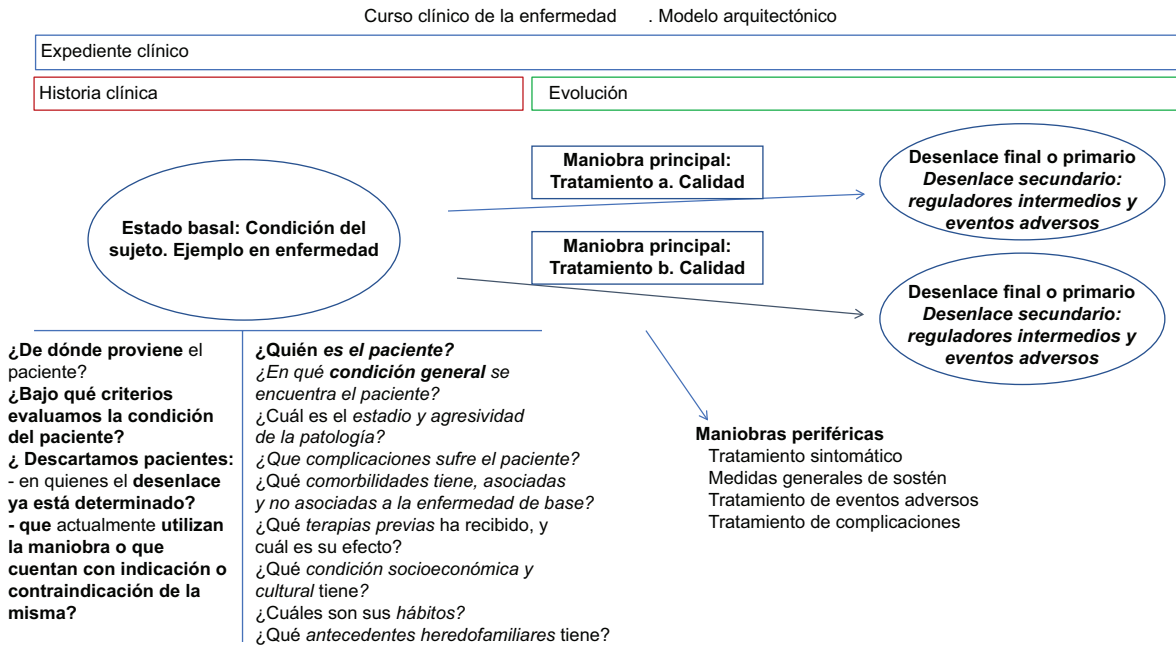 Curso clínico de la enfermedad . Modelo arquitectónico
Expediente clínico
Historia clínica
Evolución
Estado basal: Condición del
sujeto. Ejemplo en enfermedad
Maniobra principal:
Tratamiento a. Calidad
Maniobra principal:
Tratamiento b. Calidad
Desenlace final o primario
Desenlace secundario:
reguladores intermedios y
eventos adversos
Desenlace final o primario
Desenlace secundario:
reguladores intermedios y
eventos adversos
¿De dónde proviene el
paciente?
¿Bajo qué criterios
evaluamos la condición
del paciente?
¿ Descartamos pacientes:
- en quienes el desenlace
ya está determinado?
- que actualmente utilizan
la maniobra o que
cuentan con indicación o
contraindicación de la
misma?
¿Quién es el paciente?
¿En qué condición general se
encuentra el paciente?
¿Cuál es el estadio y agresividad
de la patología?
¿Que complicaciones sufre el paciente?
¿Qué comorbilidades tiene, asociadas
y no asociadas a la enfermedad de base?
¿Qué terapias previas ha recibido, y
cuál es su efecto?
¿Qué condición socioeconómica y
cultural tiene?
¿Cuáles son sus hábitos?
¿Qué antecedentes heredofamiliares tiene?
Maniobras periféricas
Tratamiento sintomático
Medidas generales de sostén
Tratamiento de eventos adversos
Tratamiento de complicaciones